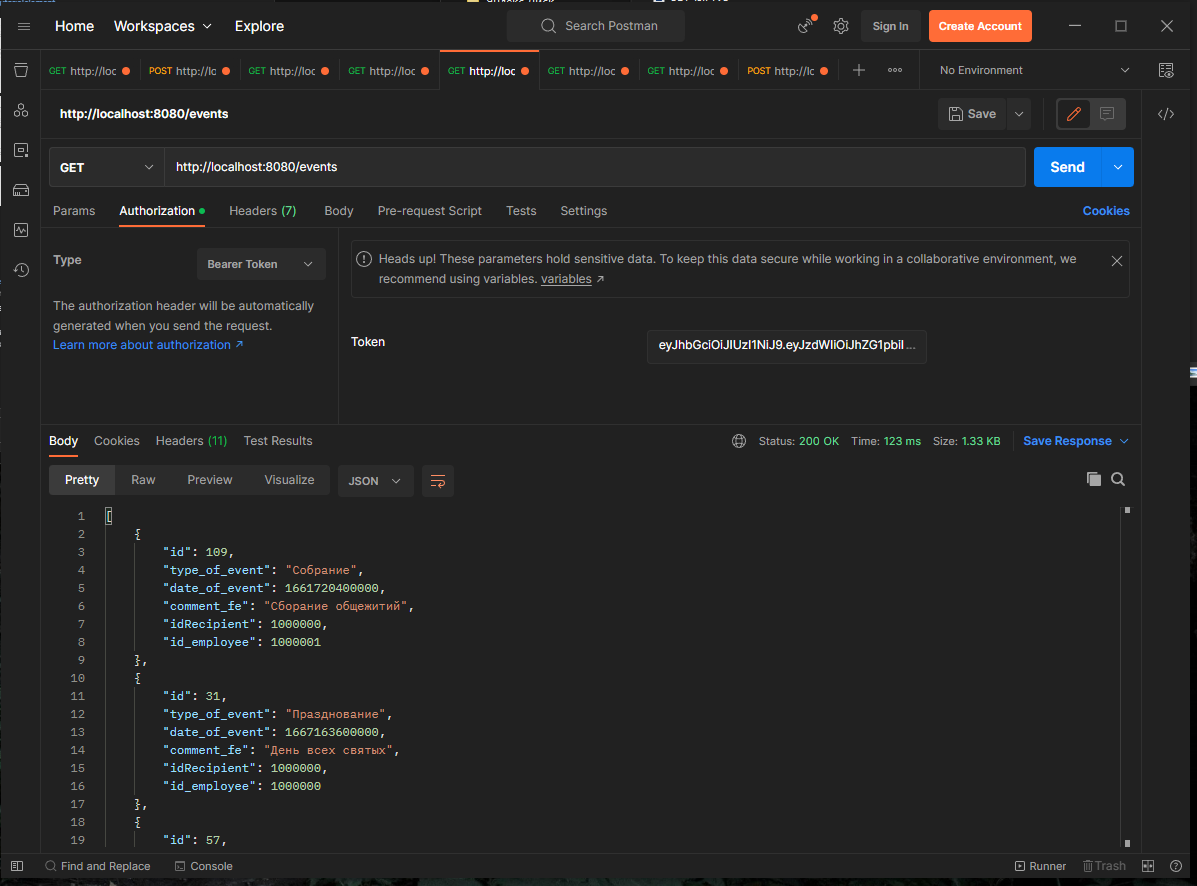 Home Workspaces Explore Search Postman Sign In Create Account
GET http://loc POST http://lc GET http://loc GET http://loc GET http://loc GET http://loc GET http://loc POST http://lc No Environment
http://localhost:8080/events Save
GET http://localhost:8080/events Send
Params Authorization Headers (7) Body Pre-request Script Tests Settings Cookies
Type Bearer Token
Heads up! These parameters hold sensitive data. To keep this data secure while working in a collaborative environment, we
recommend using variables. variables ↗
The authorization header will be automatically
generated when you send the request.
Learn more about authorization ↗
Token eyJhbGciOiJIUzI1NiJ9.eyJzdWIiOiJhZG1pbiI ...
Body Cookies Headers (11) Test Results Status: 200 OK Time: 123 ms Size: 1.33 KB Save Response
Pretty Raw Preview Visualize JSON
1 [
2 {
3 "id": 109,
4 "type_of_event": "Собрание",
5 "date_of_event": 1661720400000,
6 "comment_fe": "Сборание общежитий",
7 "idRecipient": 1000000,
8 "id_employee": 1000001
9 },
10 {
11 "id": 31,
12 "type_of_event": "Празднование",
13 "date_of_event": 1667163600000,
14 "comment_fe": "День всех святых",
15 "idRecipient": 1000000,
16 "id_employee": 1000000
17 },
18 {
19 "id": 57,
Find and Replace Console Runner Trash